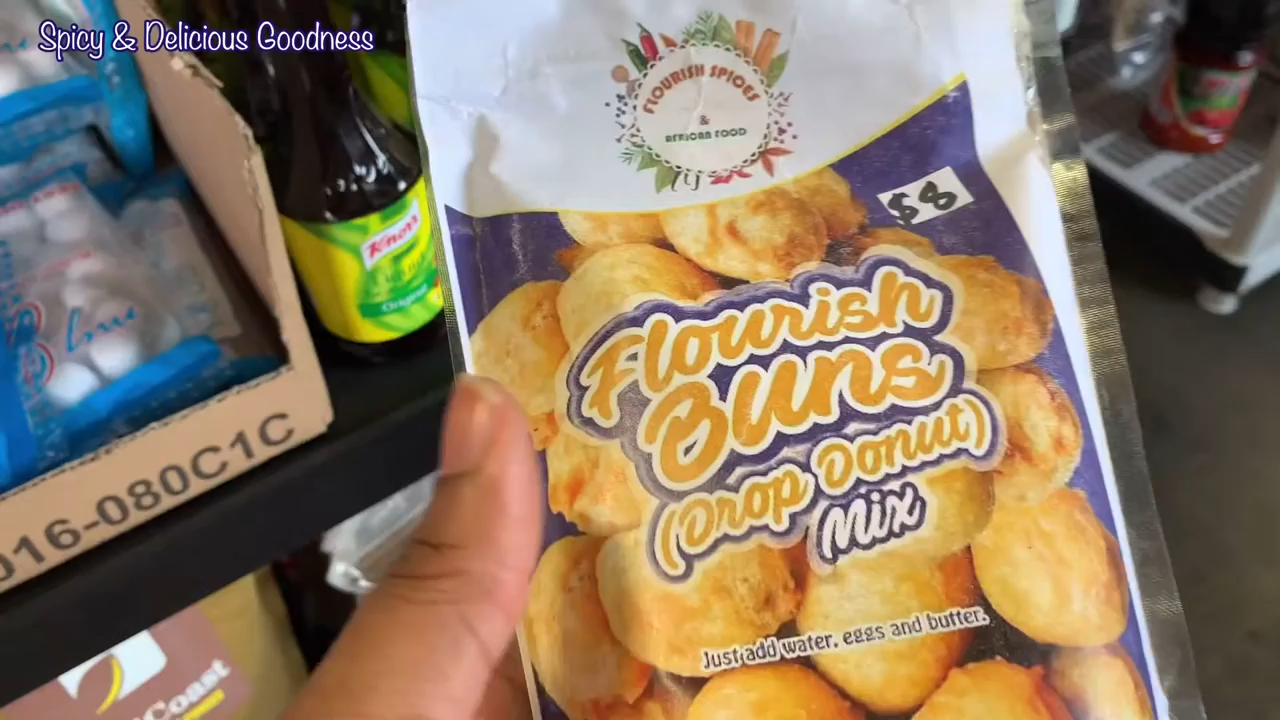 Spicy & Delicious Goodness
FLOURISH SPICES
&
AFRICAN FOOD
$8
Knorr
Original
Flourish
Buns
(Drop Donut)
Mix
Just add water, eggs and butter.
016-080C1C
Coast